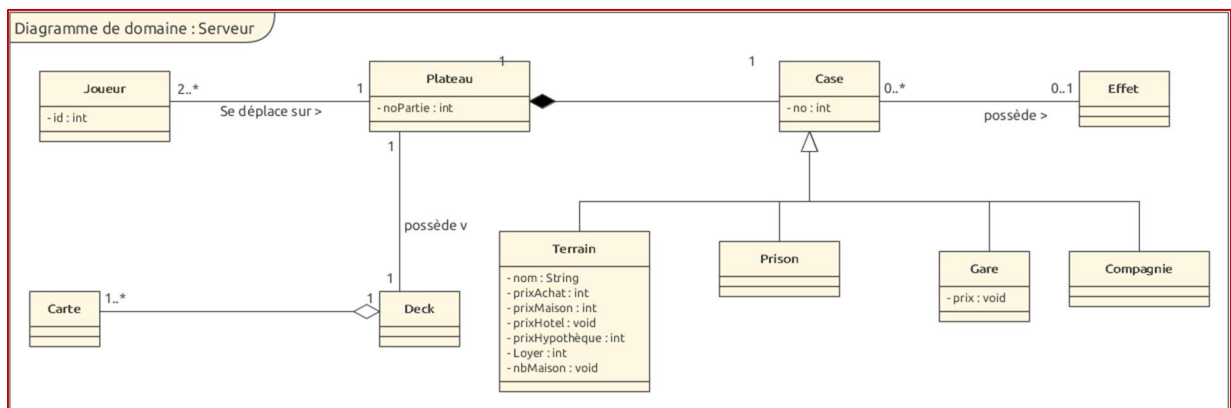 Diagramme de domaine : Serveur
Joueur
- id : int
2..*
Se déplace sur >
1
Plateau
- noPartie : int
1
1
Case
- no : int
0..*
possède >
0..1
Effet
1
possède v
1
Deck
1
1..*
Carte
Terrain
- nom : String
- prixAchat : int
- prixMaison : int
- prixHotel : void
- prixHypothèque : int
- Loyer : int
- nbMaison : void
Prison
Gare
- prix : void
Compagnie